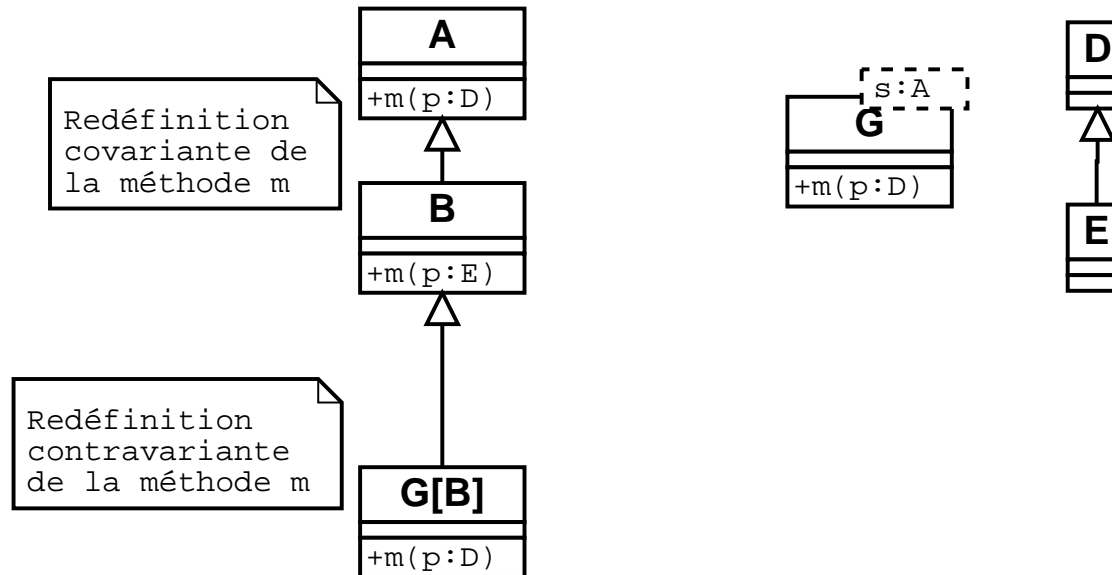 A
+m(p:D)
Redéfinition
covariante de
la méthode m
B
+m(p:E)
Redéfinition
contravariante
de la méthode m
G[B]
+m(p:D)
s:A
G
+m(p:D)
D
E